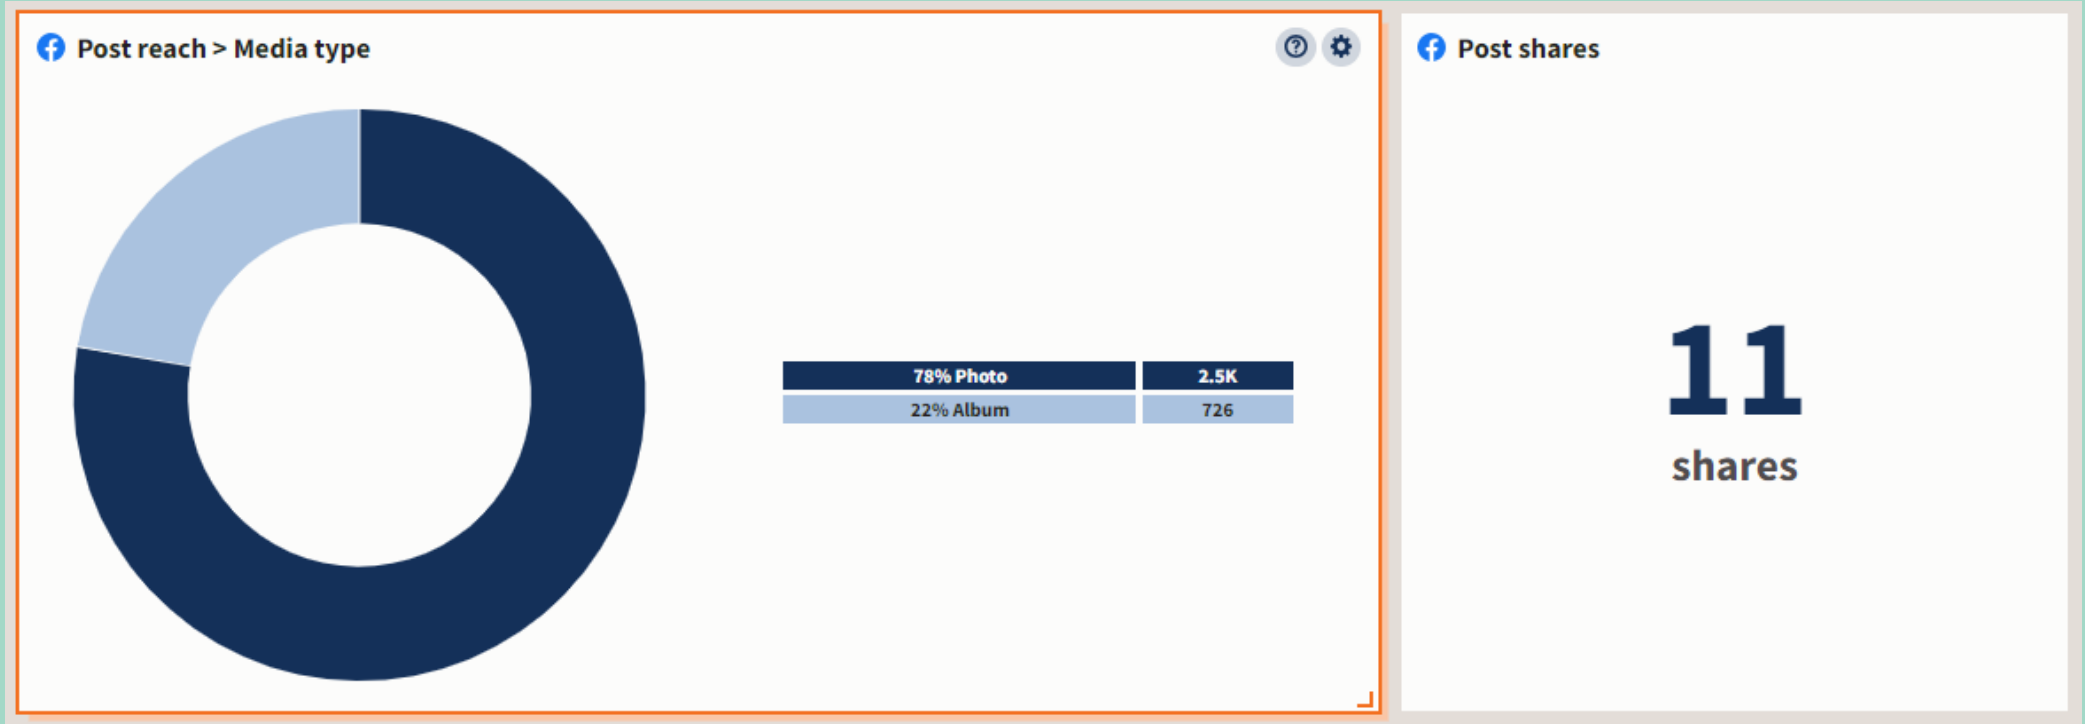 Post reach > Media type
78% Photo 2.5K
22% Album 726
Post shares
11
shares